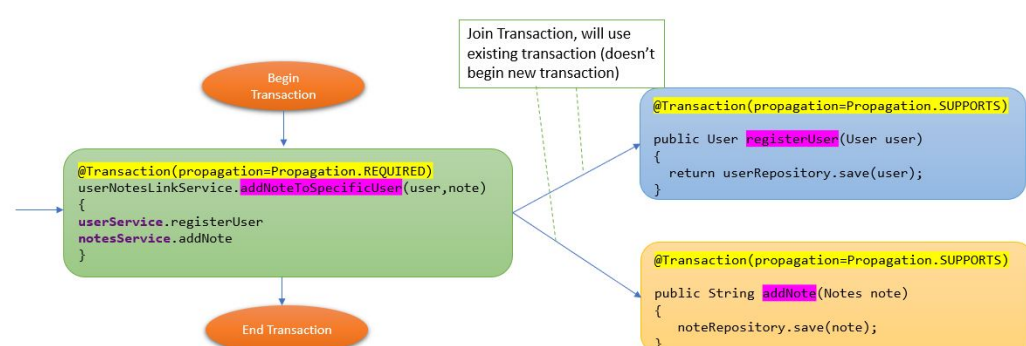 Join Transaction, will use
existing transaction (doesn't
begin new transaction)
Begin
Transaction
@Transaction(propagation=Propagation.REQUIRED)
userNotesLinkService.addNoteToSpecificUser(user,note)
{
userService.registerUser
notesService.addNote
}
End Transaction
@Transaction(propagation=Propagation.SUPPORTS)
public User registerUser(User user)
{
return userRepository.save(user);
}
@Transaction(propagation=Propagation.SUPPORTS)
public String addNote(Notes note)
{
noteRepository.save(note);
}